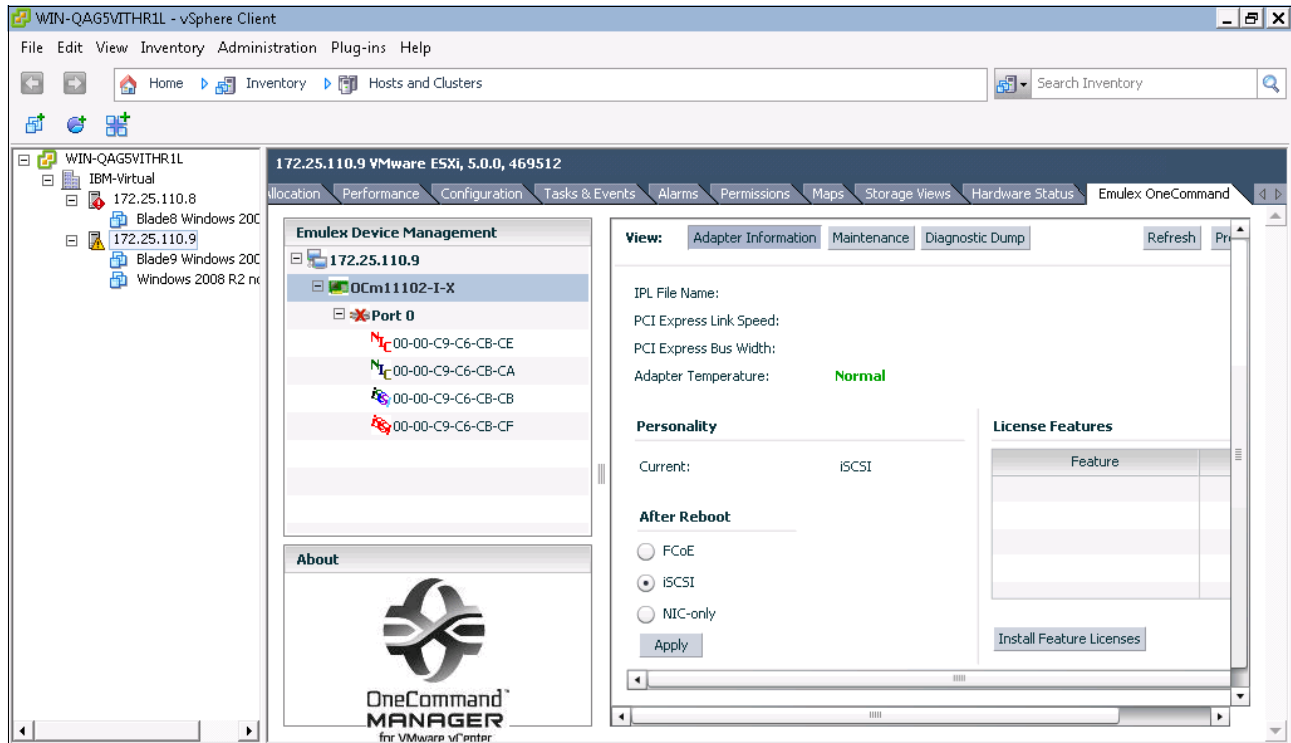 WIN-QAG5VITHR1L - vSphere Client
File Edit View Inventory Administration Plug-ins Help
Home Inventory Hosts and Clusters
Search Inventory
WIN-QAG5VITHR1L
IBM-Virtual
172.25.110.8
Blade8 Windows 200
172.25.110.9
Blade9 Windows 200
Windows 2008 R2 no
172.25.110.9 VMware ESXi, 5.0.0, 469512
llocation Performance Configuration Tasks & Events Alarms Permissions Maps Storage Views Hardware Status Emulex OneCommand
Emulex Device Management
172.25.110.9
OCm11102-I-X
Port 0
NIC 00-00-C9-C6-CB-CE
NIC 00-00-C9-C6-CB-CA
00-00-C9-C6-CB-CB
00-00-C9-C6-CB-CF
About
OneCommand™
MANAGER
for VMware vCenter
View: Adapter Information Maintenance Diagnostic Dump Refresh Pr
IPL File Name:
PCI Express Link Speed:
PCI Express Bus Width:
Adapter Temperature: Normal
Personality
Current: iSCSI
After Reboot
FCoE
iSCSI
NIC-only
Apply
License Features
Feature
Install Feature Licenses